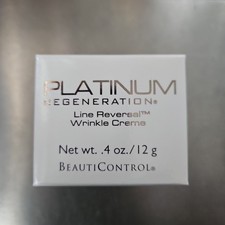 PLATINUM
REGENERATION®
Line Reversal™
Wrinkle Creme
Net wt. .4 oz./12 g
BEAUTICONTROL®